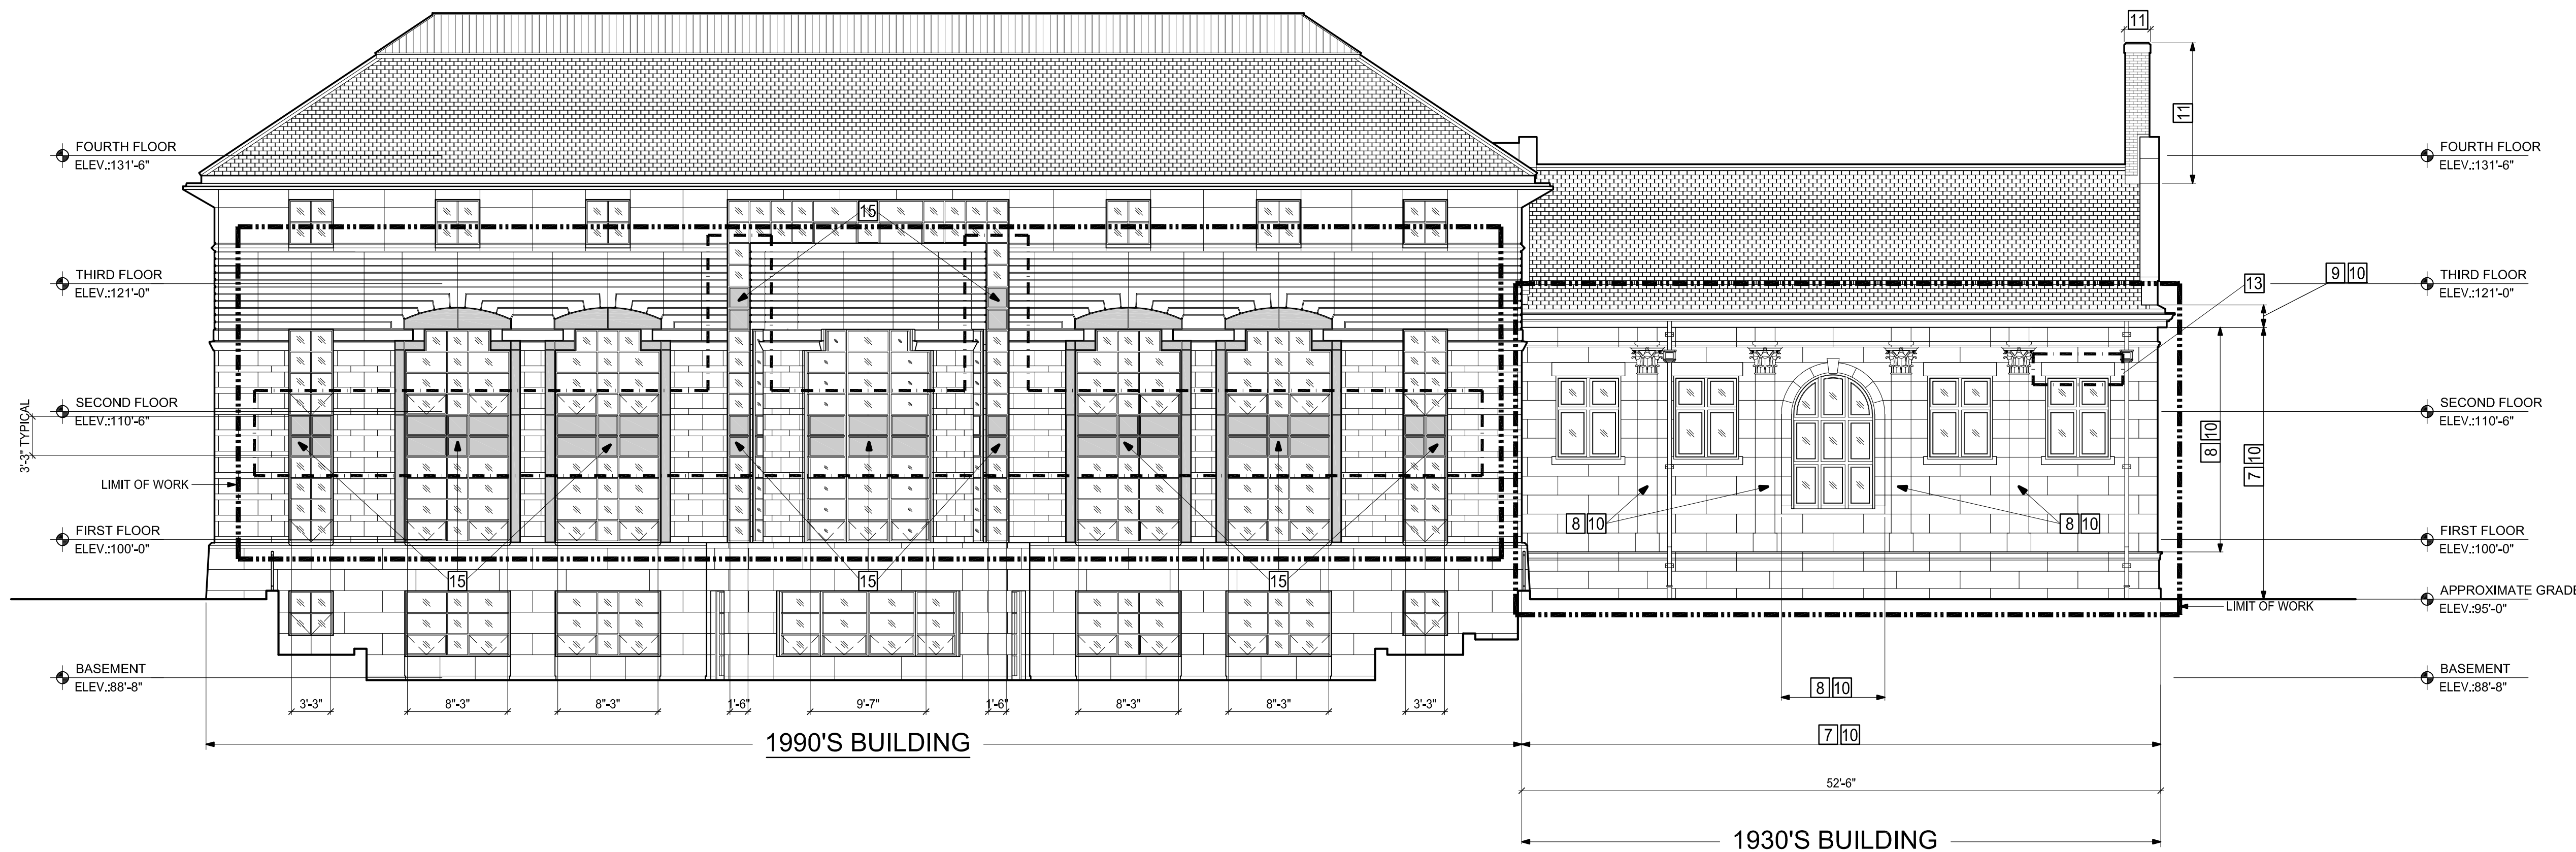 11
11
FOURTH FLOOR
ELEV.:131'-6"
FOURTH FLOOR
ELEV.:131'-6"
15
THIRD FLOOR
ELEV.:121'-0"
9 10
13
THIRD FLOOR
ELEV.:121'-0"
SECOND FLOOR
ELEV.:110'-6"
SECOND FLOOR
ELEV.:110'-6"
3'-3" TYPICAL
8 10
7 10
LIMIT OF WORK
FIRST FLOOR
ELEV.:100'-0"
8 10
8 10
FIRST FLOOR
ELEV.:100'-0"
15
15
15
APPROXIMATE GRADE
ELEV.:95'-0"
LIMIT OF WORK
BASEMENT
ELEV.:88'-8"
BASEMENT
ELEV.:88'-8"
3'-3"
8"-3"
8"-3"
1'-6"
9'-7"
1'-6"
8"-3"
8"-3"
3'-3"
8 10
1990'S BUILDING
7 10
52'-6"
1930'S BUILDING